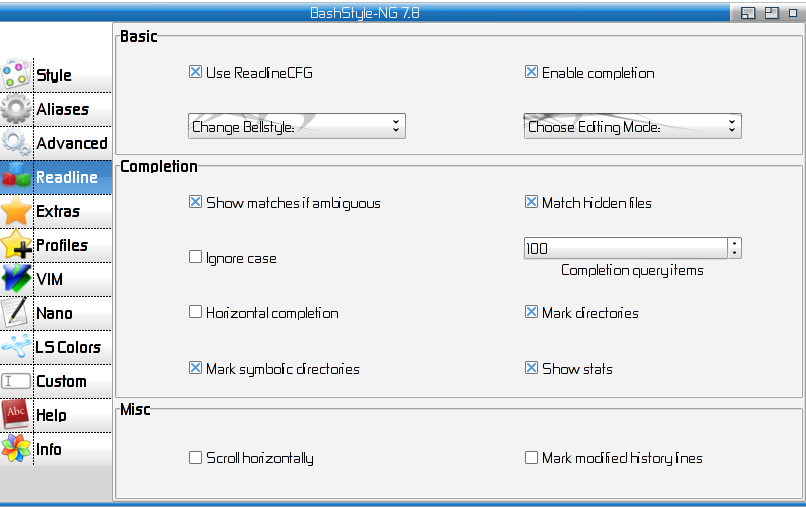 BashStyle-NG 7.8
Style
Aliases
Advanced
Readline
Extras
Profiles
VIM
Nano
LS Colors
Custom
Abc
Help
Info
Basic
Use ReadlineCFG
Enable completion
Change Bellstyle:
Choose Editing Mode:
Completion
Show matches if ambiguous
Match hidden files
Ignore case
100
Completion query items
Horizontal completion
Mark directories
Mark symbolic directories
Show stats
Misc
Scroll horizontally
Mark modified history lines